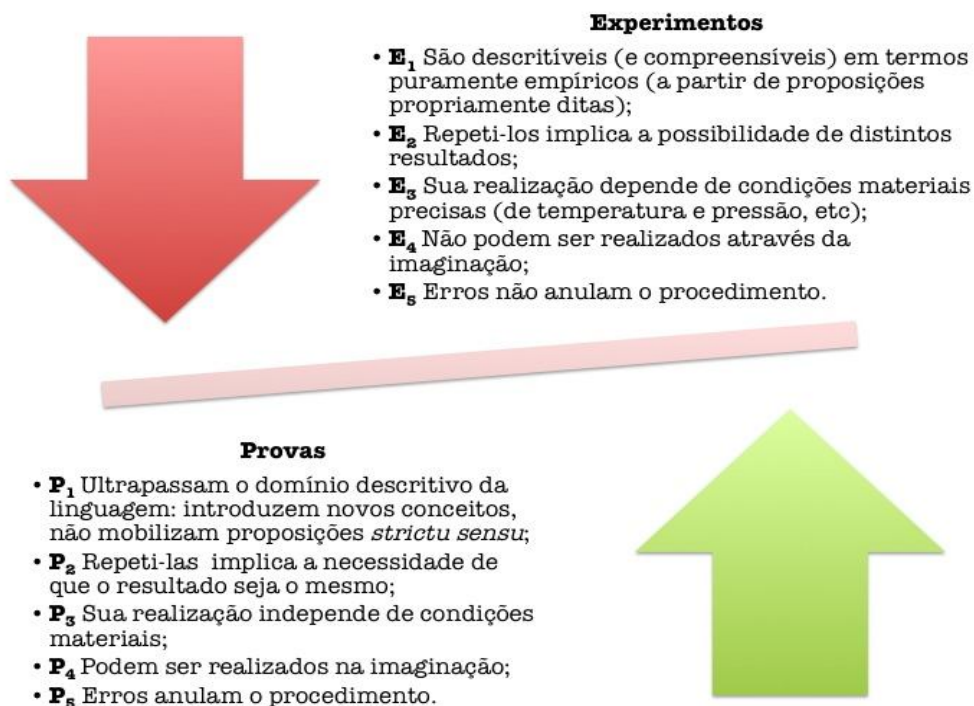 Experimentos
• E₁ São descritíveis (e compreensíveis) em termos
puramente empíricos (a partir de proposições
propriamente ditas);
• E₂ Repeti-los implica a possibilidade de distintos
resultados;
• E₃ Sua realização depende de condições materiais
precisas (de temperatura e pressão, etc);
• E₄ Não podem ser realizados através da
imaginação;
• E₅ Erros não anulam o procedimento.
Provas
• P₁ Ultrapassam o domínio descritivo da
linguagem: introduzem novos conceitos,
não mobilizam proposições strictu sensu;
• P₂ Repeti-las implica a necessidade de
que o resultado seja o mesmo;
• P₃ Sua realização independe de condições
materiais;
• P₄ Podem ser realizados na imaginação;
• P₅ Erros anulam o procedimento.